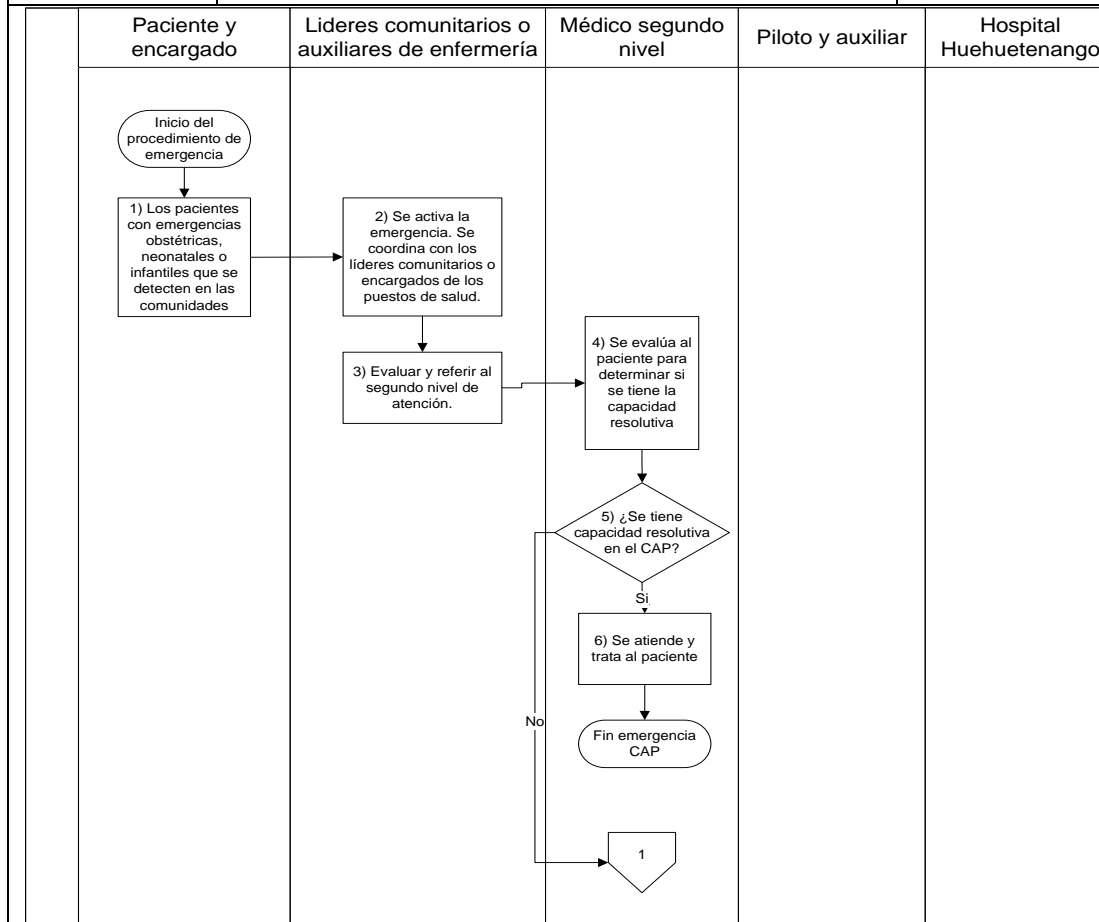 Paciente y
encargado
Lideres comunitarios o
auxiliares de enfermería
Médico segundo
nivel
Piloto y auxiliar
Hospital
Huehuetenango
Inicio del
procedimiento de
emergencia
1) Los pacientes
con emergencias
obstétricas,
neonatales o
infantiles que se
detecten en las
comunidades
2) Se activa la
emergencia. Se
coordina con los
líderes comunitarios o
encargados de los
puestos de salud.
3) Evaluar y referir al
segundo nivel de
atención.
4) Se evalúa al
paciente para
determinar si
se tiene la
capacidad
resolutiva
5) ¿Se tiene
capacidad resolutiva
en el CAP?
Si
6) Se atiende y
trata al paciente
No
Fin emergencia
CAP
1